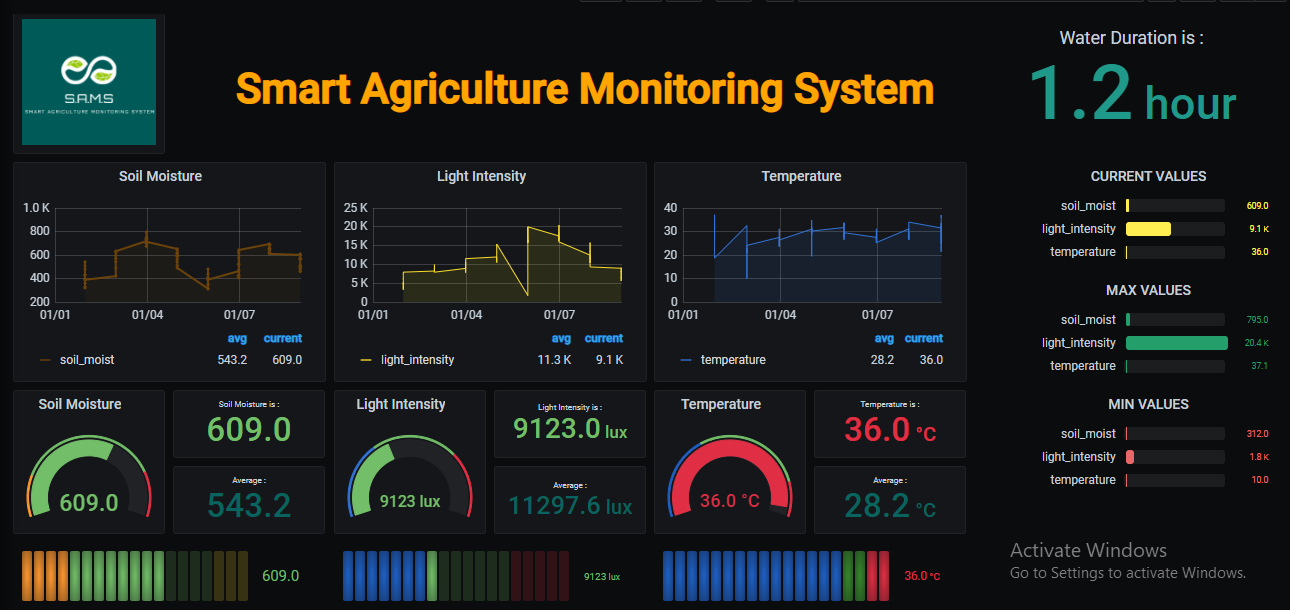 S.A.M.S
SMART AGRICULTURE MONITORING SYSTEM
Smart Agriculture Monitoring System
Water Duration is :
1.2 hour
Soil Moisture
1.0 K
800
600
400
200
01/01 01/04 01/07
avg current
soil_moist 543.2 609.0
Light Intensity
25 K
20 K
15 K
10 K
5 K
0
01/01 01/04 01/07
avg current
light_intensity 11.3 K 9.1 K
Temperature
40
30
20
10
0
01/01 01/04 01/07
avg current
temperature 28.2 36.0
CURRENT VALUES
soil_moist 609.0
light_intensity 9.1 K
temperature 36.0
MAX VALUES
soil_moist 795.0
light_intensity 20.4 K
temperature 37.1
MIN VALUES
soil_moist 312.0
light_intensity 1.8 K
temperature 10.0
Soil Moisture
609.0
Soil Moisture is :
609.0
Average :
543.2
Light Intensity
9123 lux
Light Intensity is :
9123.0 lux
Average :
11297.6 lux
Temperature
36.0 °C
Temperature is :
36.0 °C
Average :
28.2 °C
609.0
9123 lux
36.0 °C
Activate Windows
Go to Settings to activate Windows.